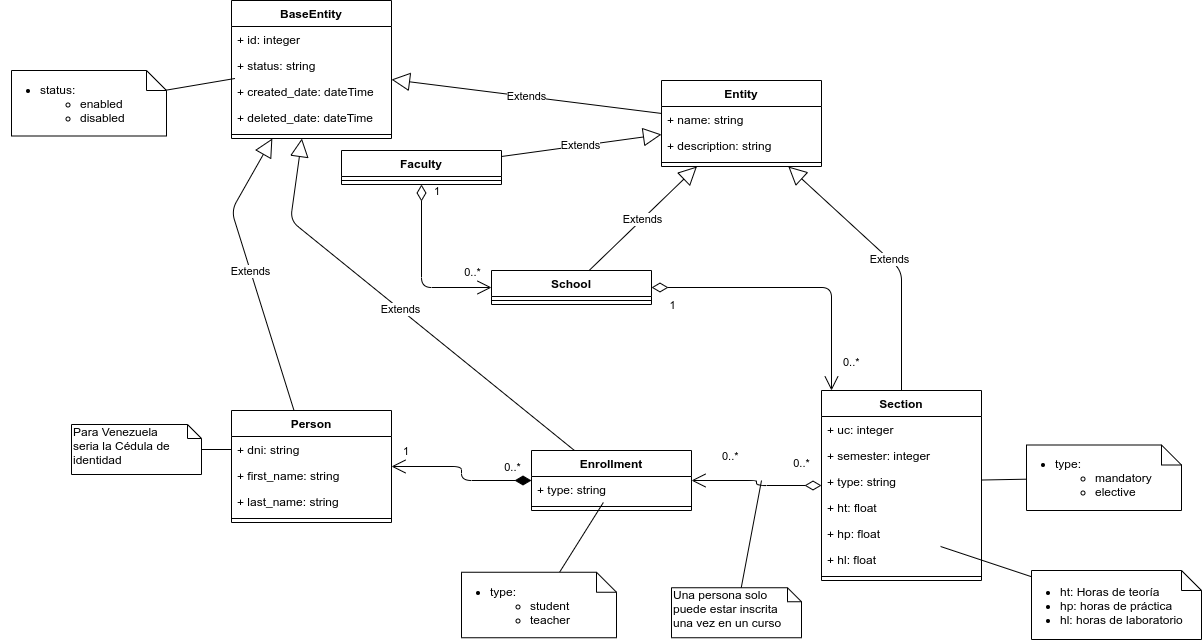 BaseEntity
+ id: integer
+ status: string
+ created_date: dateTime
+ deleted_date: dateTime
status:
enabled
disabled
Extends
Entity
+ name: string
+ description: string
Faculty
Extends
1
Extends
Extends
0..*
School
1
Extends
Extends
0..*
Person
+ dni: string
+ first_name: string
+ last_name: string
Para Venezuela
seria la Cédula de
identidad
1
0..*
Enrollment
+ type: string
0..*
0..*
Section
+ uc: integer
+ semester: integer
+ type: string
+ ht: float
+ hp: float
+ hl: float
type:
mandatory
elective
type:
student
teacher
Una persona solo
puede estar inscrita
una vez en un curso
ht: Horas de teoría
hp: horas de práctica
hl: horas de laboratorio